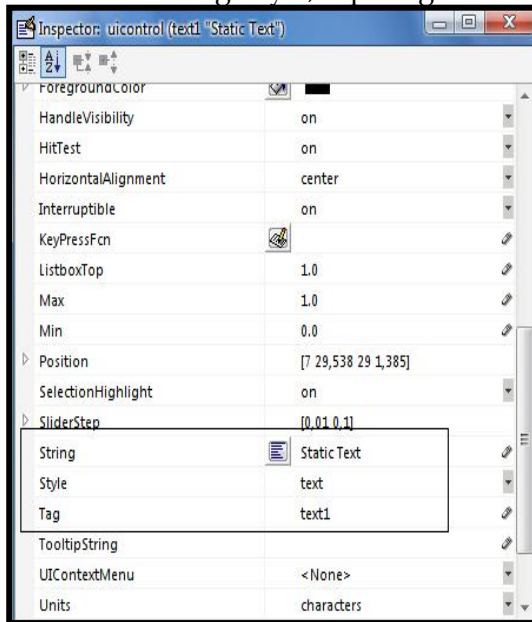 Inspector: uicontrol (text1 "Static Text")
ForegroundColor
HandleVisibility on
HitTest on
HorizontalAlignment center
Interruptible on
KeyPressFcn
ListboxTop 1.0
Max 1.0
Min 0.0
Position [7 29,538 29 1,385]
SelectionHighlight on
SliderStep [0,01 0,1]
String Static Text
Style text
Tag text1
TooltipString
UIContextMenu <None>
Units characters